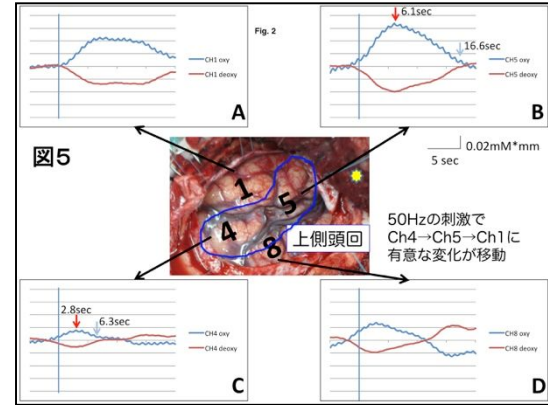 Fig. 2
CH1 oxy
CH1 deoxy
A
6.1sec
16.6sec
CH5 oxy
CH5 deoxy
B
図5
0.02mM*mm
5 sec
1
5
4
8
上側頭回
50Hzの刺激で
Ch4→Ch5→Ch1に
有意な変化が移動
2.8sec
6.3sec
CH4 oxy
CH4 deoxy
C
CH8 oxy
CH8 deoxy
D